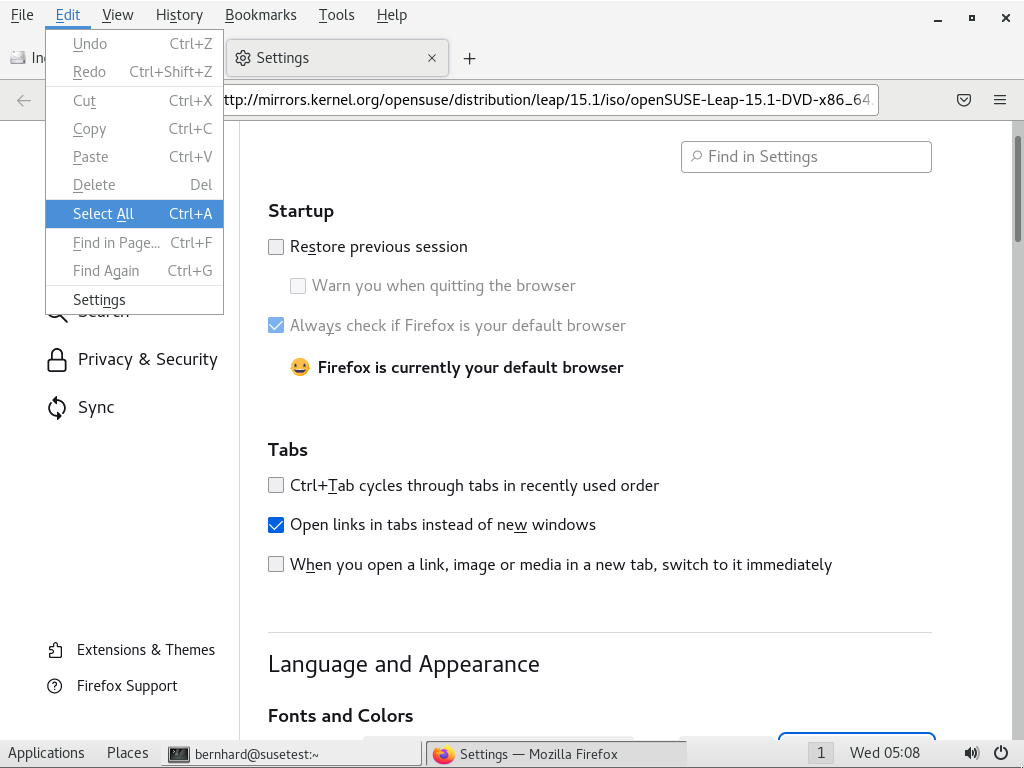 File Edit View History Bookmarks Tools Help
Settings
ttp://mirrors.kernel.org/opensuse/distribution/leap/15.1/iso/openSUSE-Leap-15.1-DVD-x86_64.
Undo Ctrl+Z
Redo Ctrl+Shift+Z
Cut Ctrl+X
Copy Ctrl+C
Paste Ctrl+V
Delete Del
Select All Ctrl+A
Find in Page... Ctrl+F
Find Again Ctrl+G
Settings
Search
Privacy & Security
Sync
Extensions & Themes
Firefox Support
Find in Settings
Startup
Restore previous session
Warn you when quitting the browser
Always check if Firefox is your default browser
Firefox is currently your default browser
Tabs
Ctrl+Tab cycles through tabs in recently used order
Open links in tabs instead of new windows
When you open a link, image or media in a new tab, switch to it immediately
Language and Appearance
Fonts and Colors
Applications Places bernhard@susetest:~ Settings — Mozilla Firefox 1 Wed 05:08